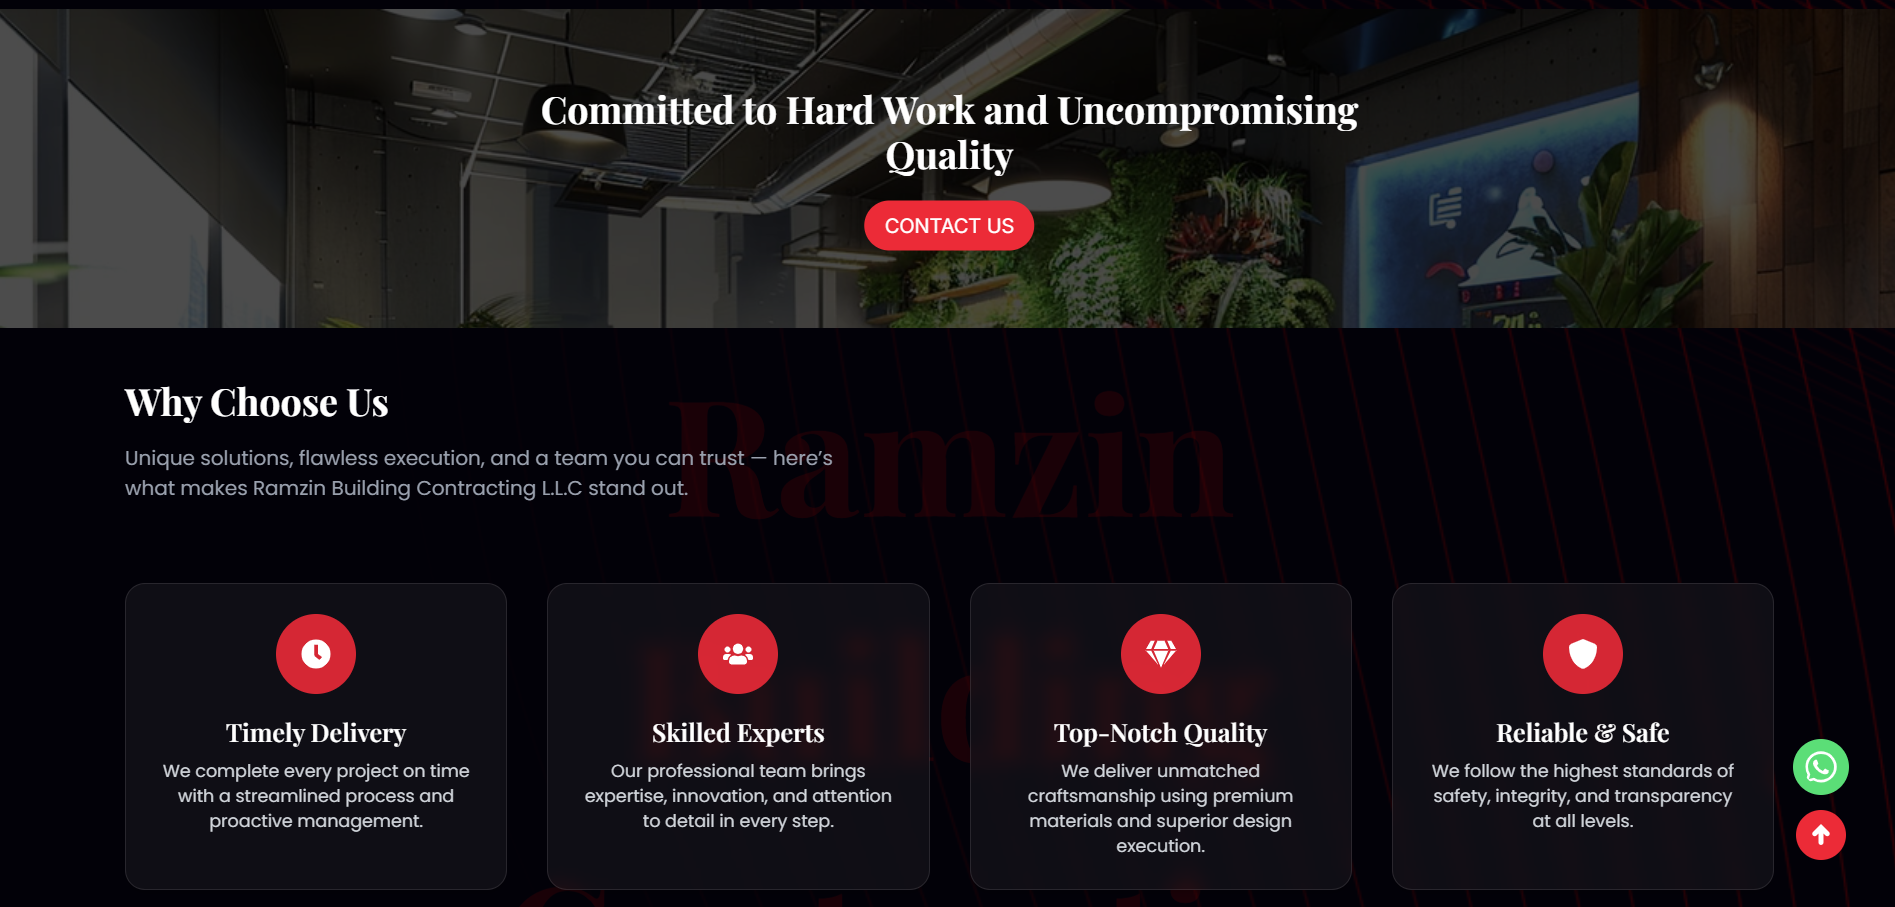 Committed to Hard Work and Uncompromising
Quality
CONTACT US
Why Choose Us
Unique solutions, flawless execution, and a team you can trust — here's
what makes Ramzin Building Contracting L.L.C stand out.
Ramzin
Building
Timely Delivery
We complete every project on time
with a streamlined process and
proactive management.
Skilled Experts
Our professional team brings
expertise, innovation, and attention
to detail in every step.
Top-Notch Quality
We deliver unmatched
craftsmanship using premium
materials and superior design
execution.
Reliable & Safe
We follow the highest standards of
safety, integrity, and transparency
at all levels.